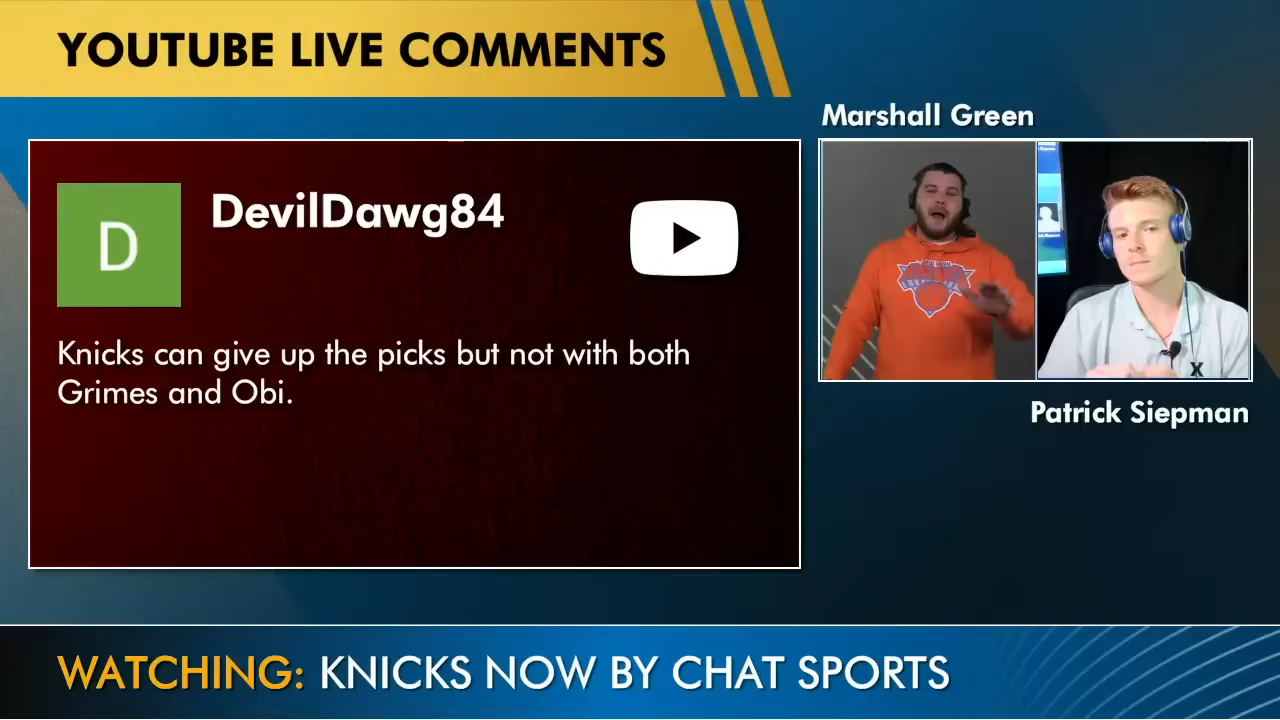 YOUTUBE LIVE COMMENTS
Marshall Green
D
DevilDawg84
Knicks can give up the picks but not with both
Grimes and Obi.
X
Patrick Siepman
WATCHING: KNICKS NOW BY CHAT SPORTS